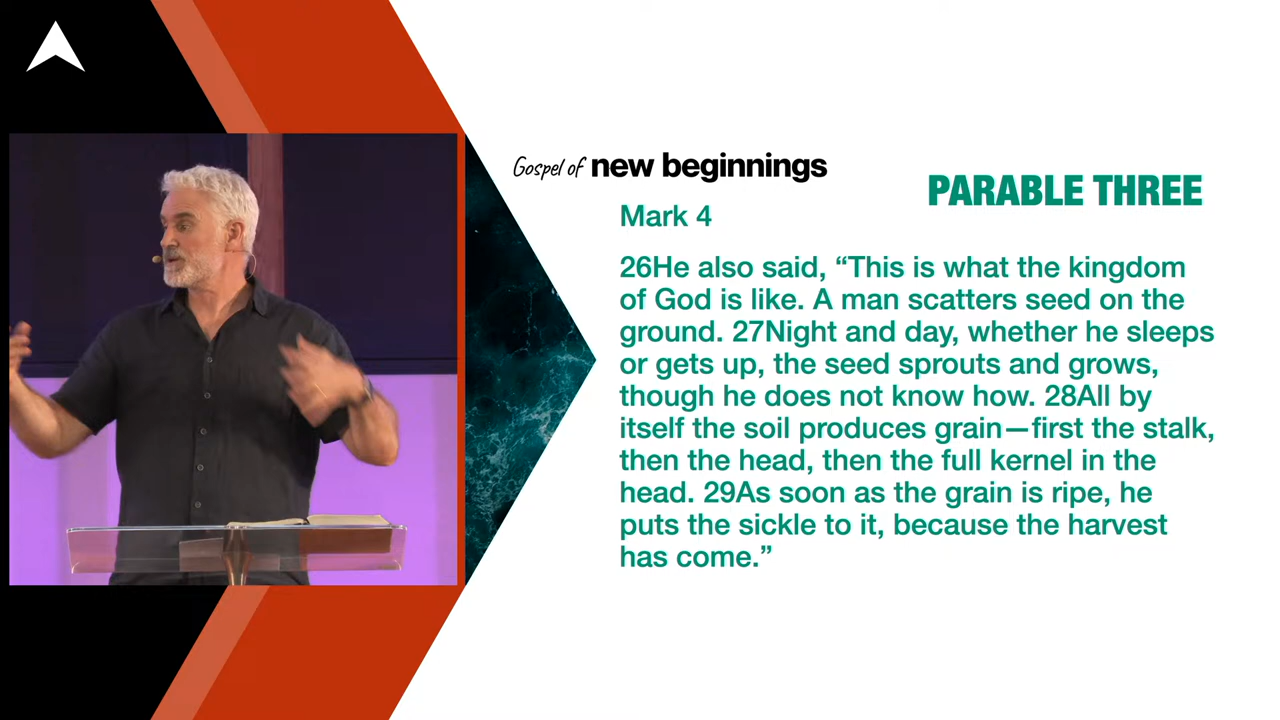 Gospel of new beginnings
PARABLE THREE
Mark 4
26He also said, “This is what the kingdom
of God is like. A man scatters seed on the
ground. 27Night and day, whether he sleeps
or gets up, the seed sprouts and grows,
though he does not know how. 28All by
itself the soil produces grain—first the stalk,
then the head, then the full kernel in the
head. 29As soon as the grain is ripe, he
puts the sickle to it, because the harvest
has come.”